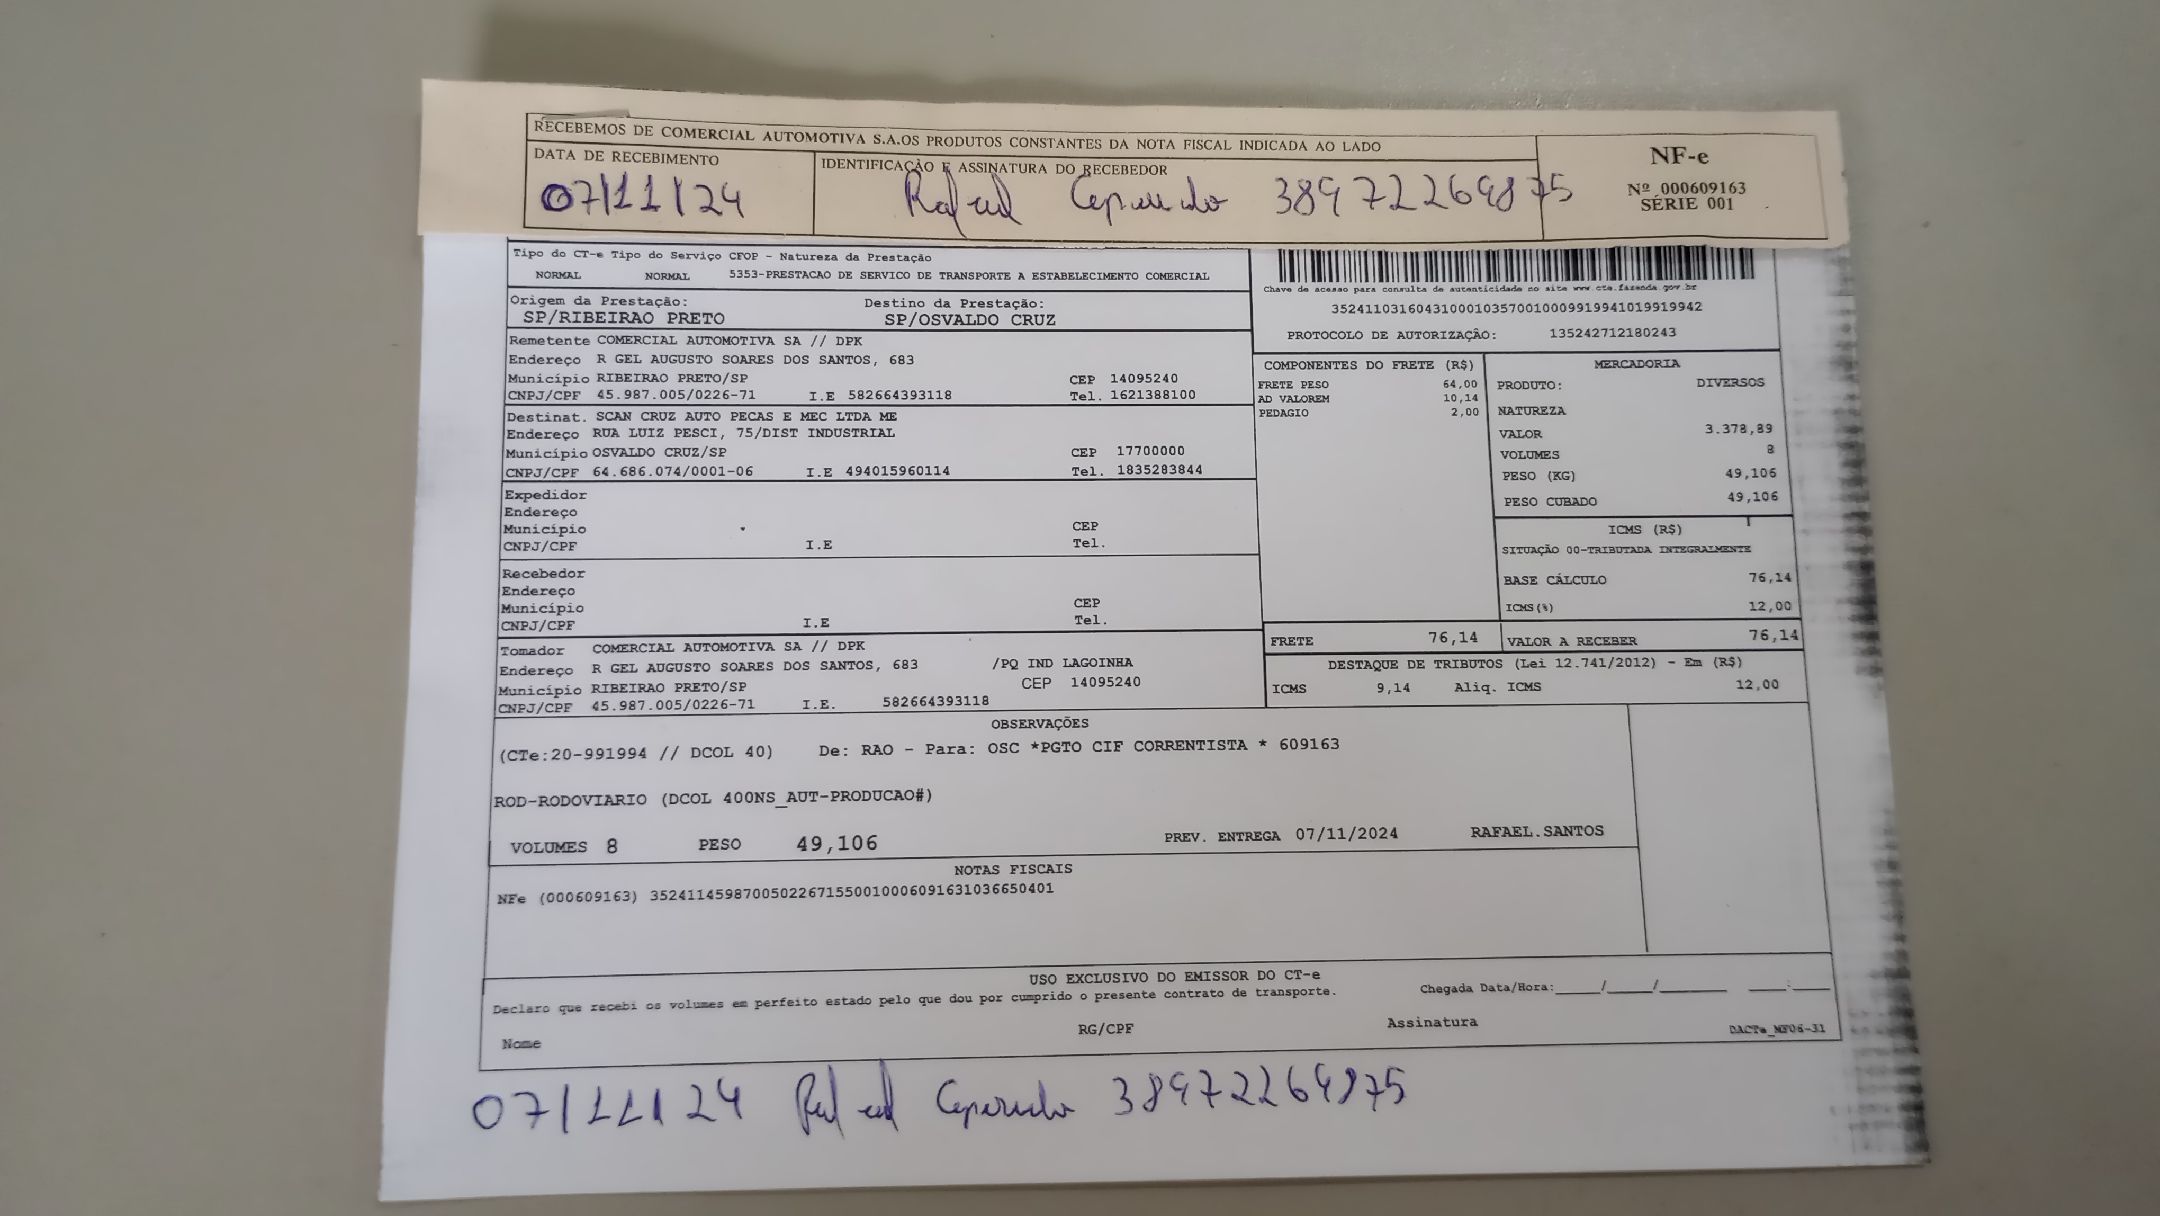 RECEBEMOS DE COMERCIAL AUTOMOTIVA S.A.OS PRODUTOS CONSTANTES DA NOTA FISCAL INDICADA AO LADO
DATA DE RECEBIMENTO
07/11/24
IDENTIFICAÇÃO E ASSINATURA DO RECEBEDOR
Rafael 38972269875
NF-e
Nº 000609163
SÉRIE 001
Tipo do CT-e Tipo do Serviço CFOP - Natureza da Prestação
NORMAL NORMAL 5353-PRESTACAO DE SERVICO DE TRANSPORTE A ESTABELECIMENTO COMERCIAL
Origem da Prestação: Destino da Prestação:
SP/RIBEIRAO PRETO SP/OSVALDO CRUZ
Chave de acesso para consulta de autenticidade no site www.cte.fazenda.gov.br
35241103160431000103570010009919941019919942
PROTOCOLO DE AUTORIZAÇÃO: 135242712180243
Remetente COMERCIAL AUTOMOTIVA SA // DPK
Endereço R GEL AUGUSTO SOARES DOS SANTOS, 683
Município RIBEIRAO PRETO/SP CEP 14095240
CNPJ/CPF 45.987.005/0226-71 I.E 582664393118 Tel. 1621388100
Destinat. SCAN CRUZ AUTO PECAS E MEC LTDA ME
Endereço RUA LUIZ PESCI, 75/DIST INDUSTRIAL
Município OSVALDO CRUZ/SP CEP 17700000
CNPJ/CPF 64.686.074/0001-06 I.E 494015960114 Tel. 1835283844
Expedidor
Endereço
Município CEP
CNPJ/CPF I.E Tel.
Recebedor
Endereço
Município CEP
CNPJ/CPF I.E Tel.
Tomador COMERCIAL AUTOMOTIVA SA // DPK
Endereço R GEL AUGUSTO SOARES DOS SANTOS, 683 /PQ IND LAGOINHA
Município RIBEIRAO PRETO/SP CEP 14095240
CNPJ/CPF 45.987.005/0226-71 I.E. 582664393118
COMPONENTES DO FRETE (R$)
FRETE PESO 64,00
AD VALOREM 10,14
PEDAGIO 2,00
MERCADORIA
PRODUTO: DIVERSOS
NATUREZA
VALOR 3.378,89
VOLUMES 8
PESO (KG) 49,106
PESO CUBADO 49,106
ICMS (R$)
SITUAÇÃO 00-TRIBUTADA INTEGRALMENTE
BASE CÁLCULO 76,14
ICMS(%) 12,00
FRETE 76,14 VALOR A RECEBER 76,14
DESTAQUE DE TRIBUTOS (Lei 12.741/2012) - Em (R$)
ICMS 9,14 Aliq. ICMS 12,00
OBSERVAÇÕES
(CTe:20-991994 // DCOL 40) De: RAO - Para: OSC *PGTO CIF CORRENTISTA * 609163
ROD-RODOVIARIO (DCOL 400NS_AUT-PRODUCAO#)
VOLUMES 8 PESO 49,106 PREV. ENTREGA 07/11/2024 RAFAEL.SANTOS
NOTAS FISCAIS
NFe (000609163) 35241145987005022671550010006091631036650401
USO EXCLUSIVO DO EMISSOR DO CT-e
Declaro que recebi os volumes em perfeito estado pelo que dou por cumprido o presente contrato de transporte. Chegada Data/Hora:_____/_____/_______ ____:____
Nome RG/CPF Assinatura DACTe_MF06-31
07/11/24 Rafael 38972269875